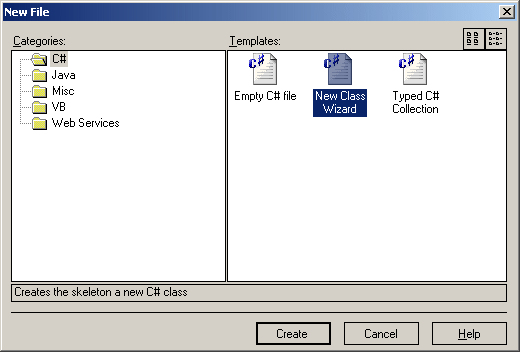 New File
Categories:
Templates:
C#
Java
Misc
VB
Web Services
C#
C#
C#
Empty C# file
New Class
Wizard
Typed C#
Collection
Creates the skeleton a new C# class
Create
Cancel
Help